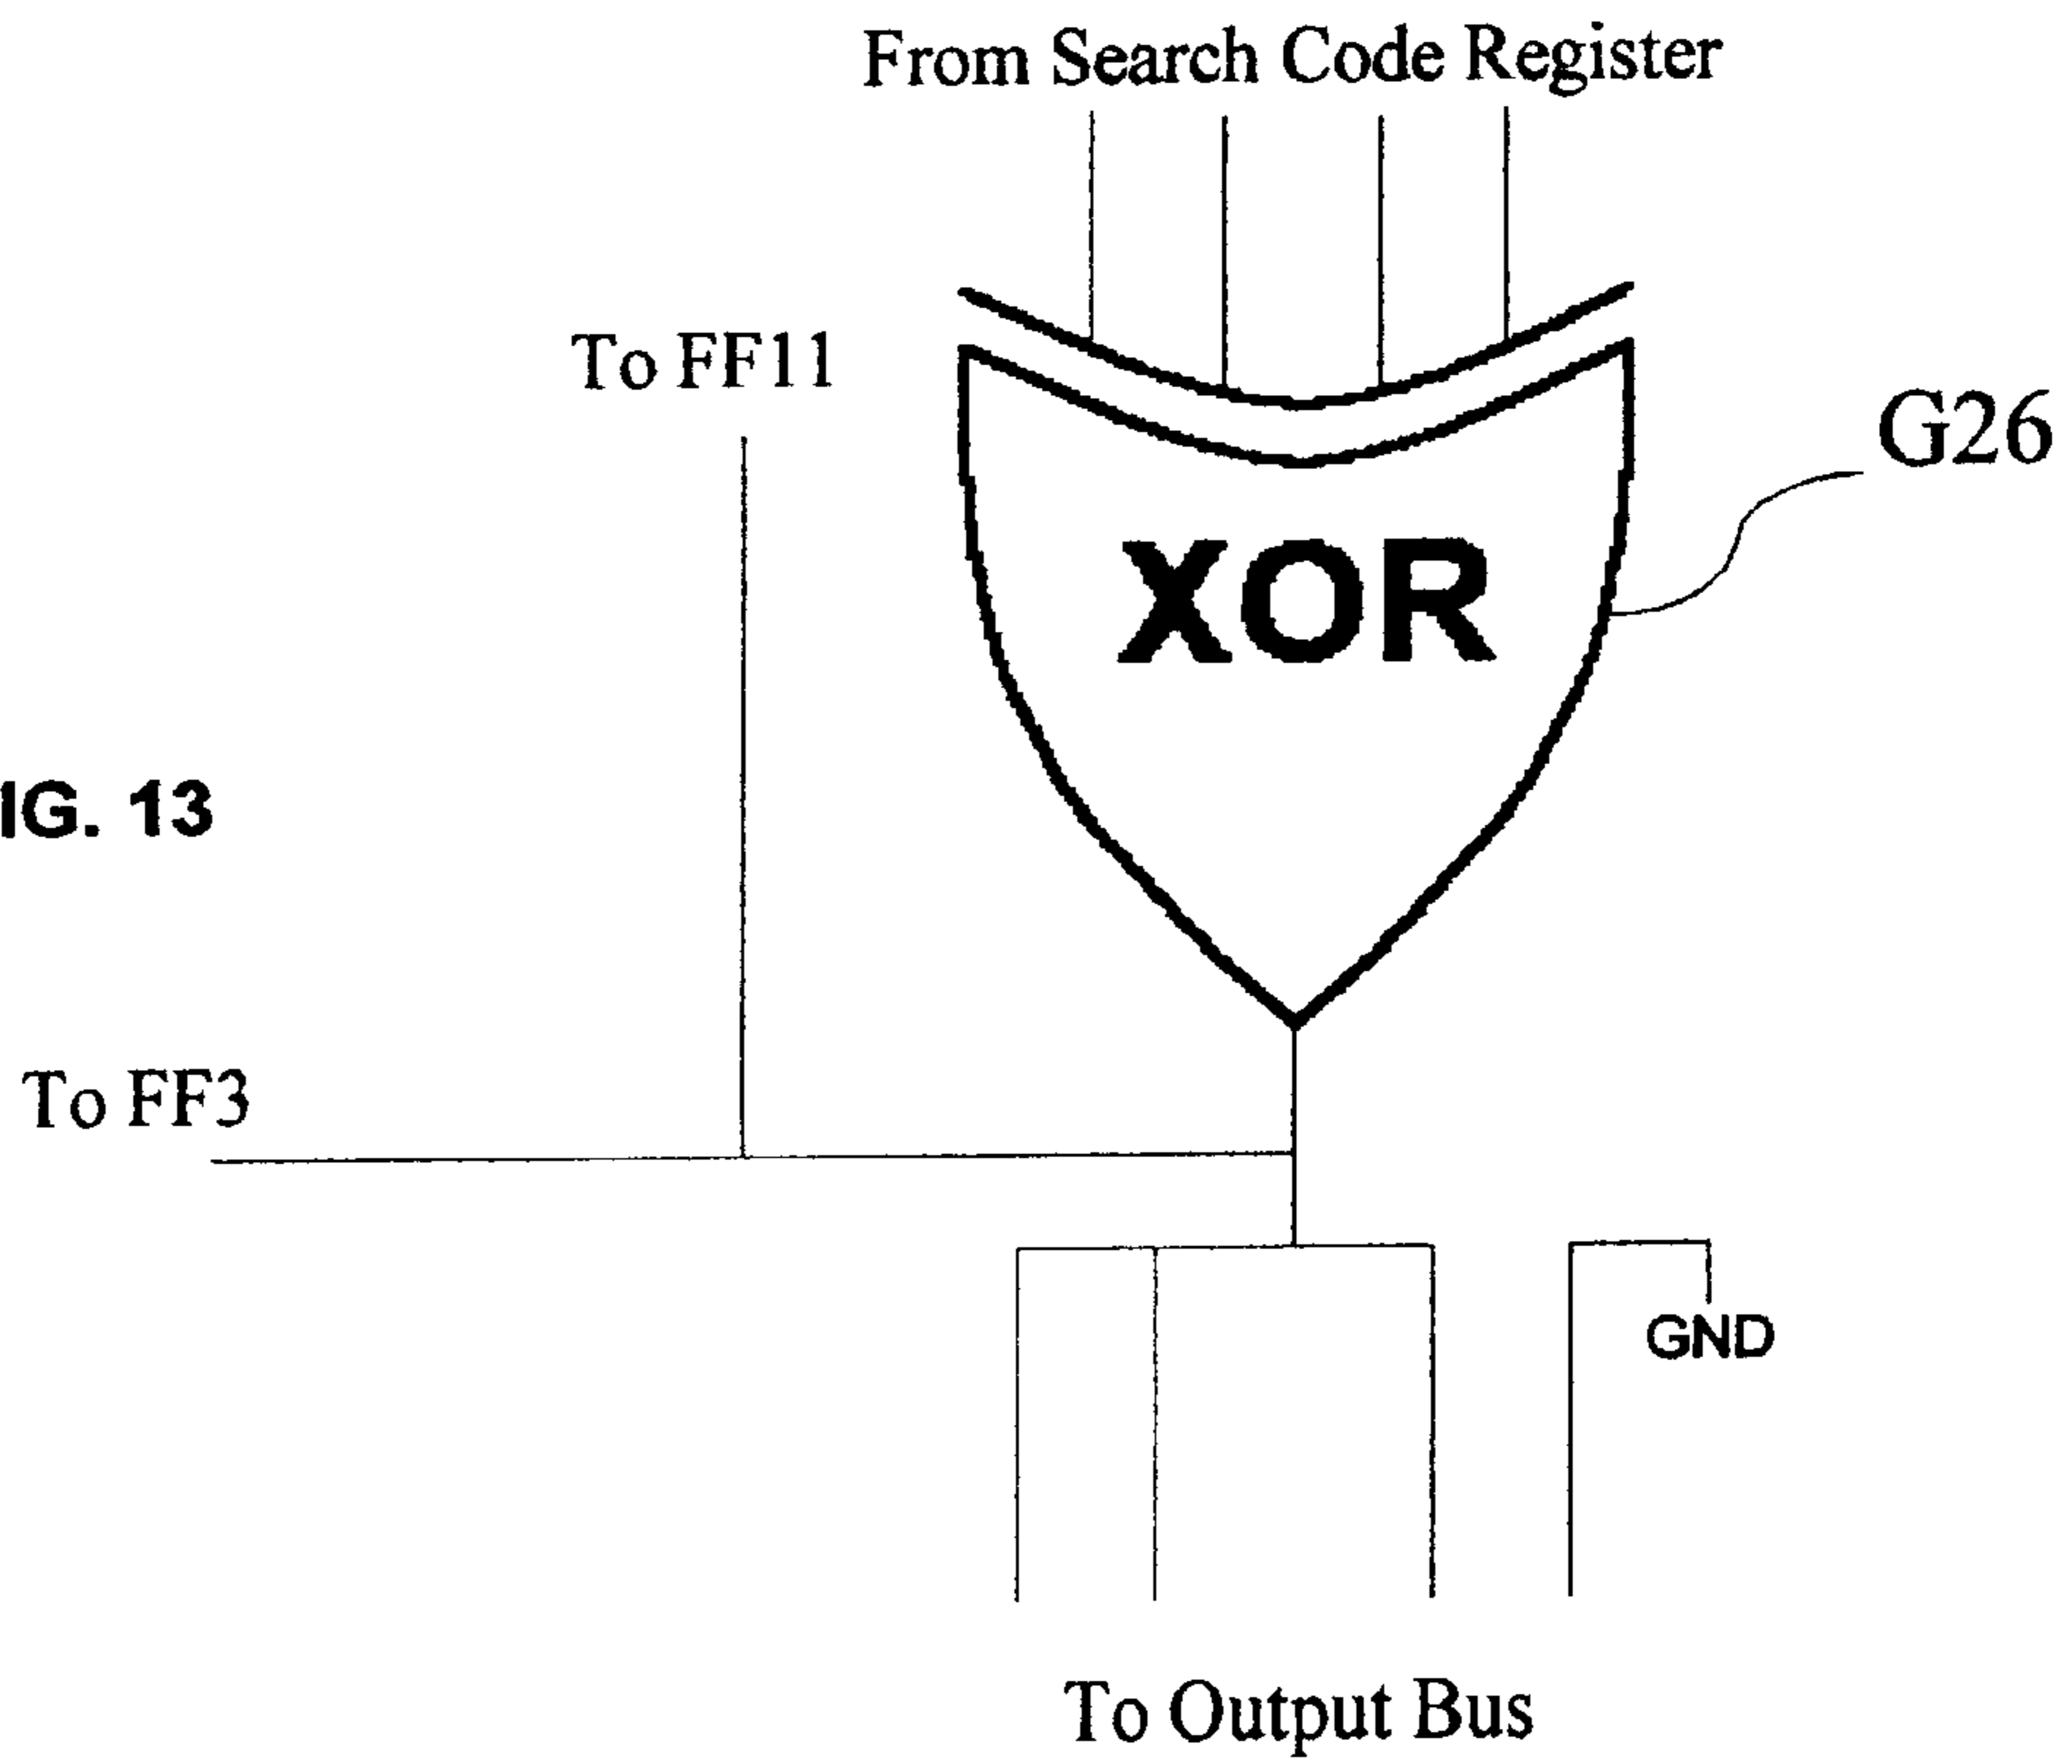 From Search Code Register
To FF11
G26
XOR
IG. 13
To FF3
GND
To Output Bus